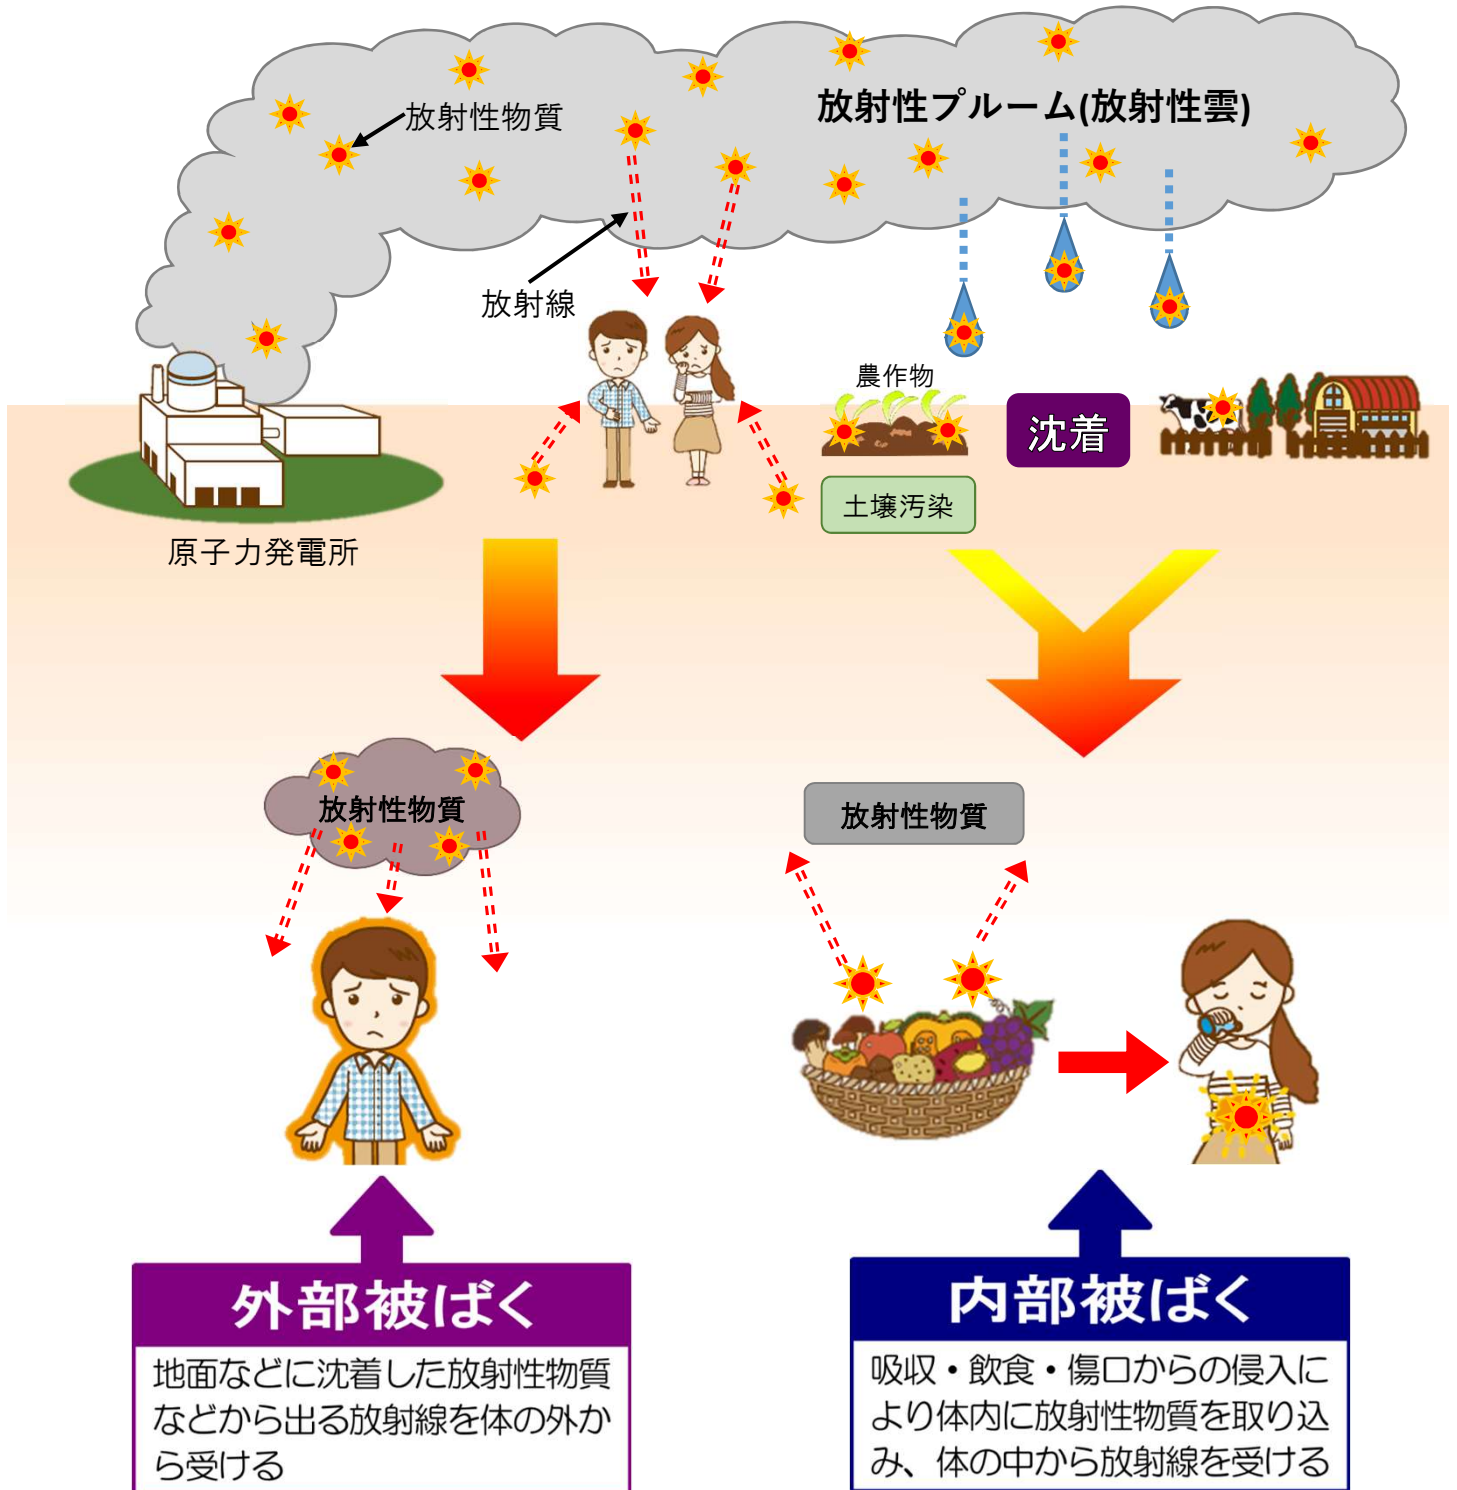 放射性プルーム(放射性雲)
放射性物質
放射線
農作物
沈着
土壌汚染
原子力発電所
放射性物質
放射性物質
外部被ばく
地面などに沈着した放射性物質
などから出る放射線を体の外か
ら受ける
内部被ばく
吸収・飲食・傷口からの侵入に
より体内に放射性物質を取り込
み、体の中から放射線を受ける